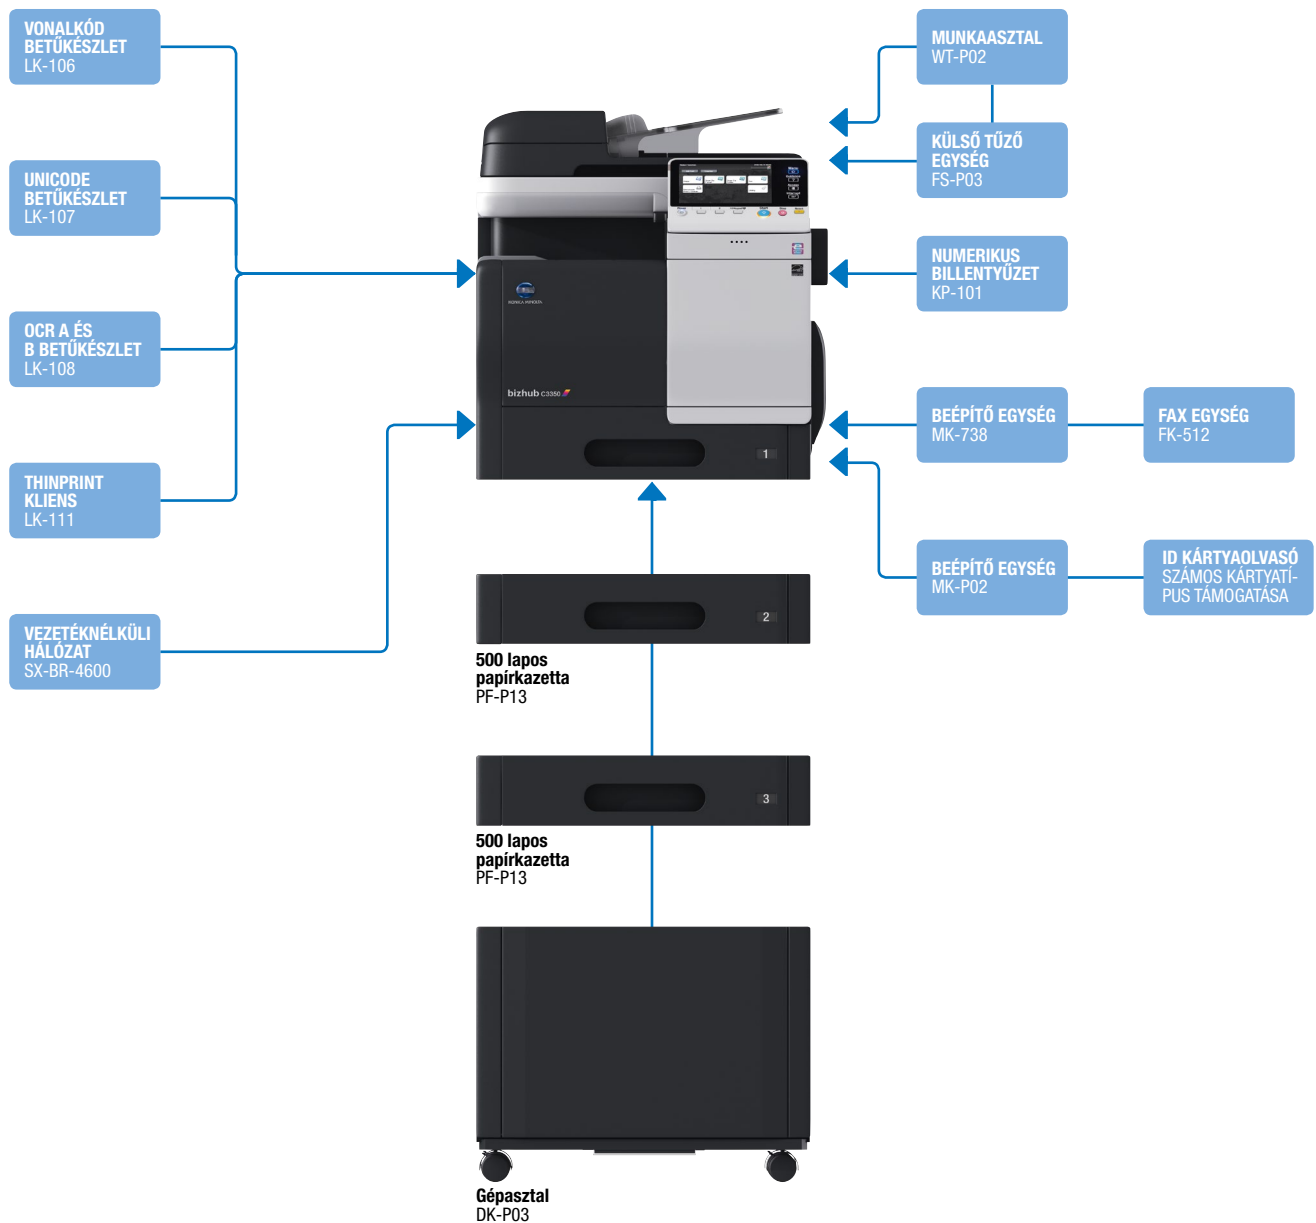 VONALKÓD
BETŰKÉSZLET
LK-106
UNICODE
BETŰKÉSZLET
LK-107
OCR A ÉS
B BETŰKÉSZLET
LK-108
THINPRINT
KLIENS
LK-111
VEZETÉKNÉLKÜLI
HÁLÓZAT
SX-BR-4600
KONICA MINOLTA
bizhub C3350
1
2
500 lapos
papírkazetta
PF-P13
3
500 lapos
papírkazetta
PF-P13
Gépasztal
DK-P03
MUNKAASZTAL
WT-P02
KÜLSŐ TŰZŐ
EGYSÉG
FS-P03
NUMERIKUS
BILLENTYŰZET
KP-101
BEÉPÍTŐ EGYSÉG
MK-738
FAX EGYSÉG
FK-512
BEÉPÍTŐ EGYSÉG
MK-P02
ID KÁRTYAOLVASÓ
SZÁMOS KÁRTYATÍ-
PUS TÁMOGATÁSA